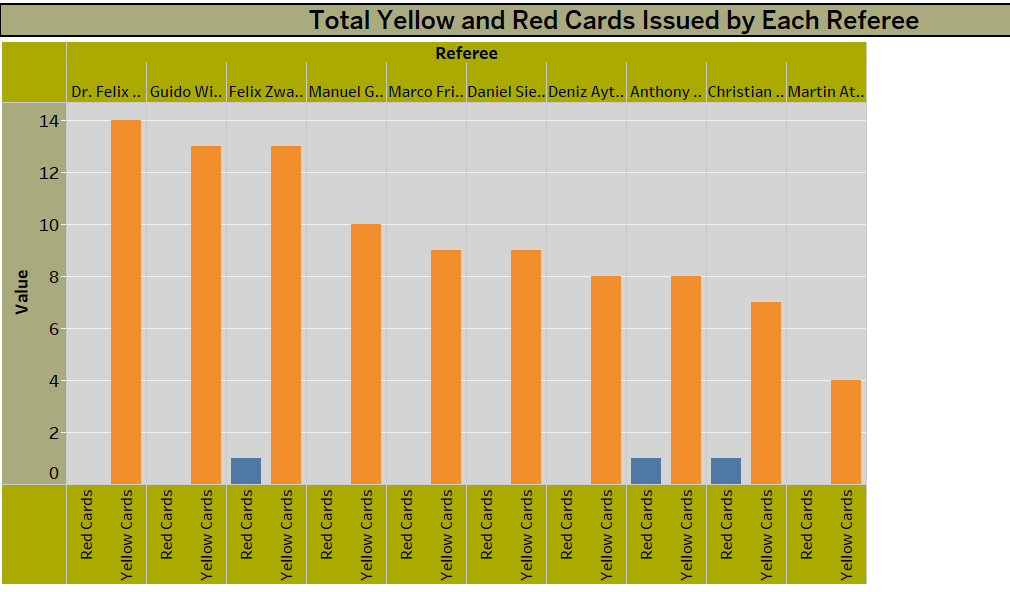 Total Yellow and Red Cards Issued by Each Referee
Referee
Dr. Felix .. Guido Wi.. Felix Zwa.. Manuel G.. Marco Fri.. Daniel Sie.. Deniz Ayt.. Anthony .. Christian .. Martin At..
Value
14
12
10
8
6
4
2
0
Red Cards Yellow Cards Red Cards Yellow Cards Red Cards Yellow Cards Red Cards Yellow Cards Red Cards Yellow Cards Red Cards Yellow Cards Red Cards Yellow Cards Red Cards Yellow Cards Red Cards Yellow Cards Red Cards Yellow Cards